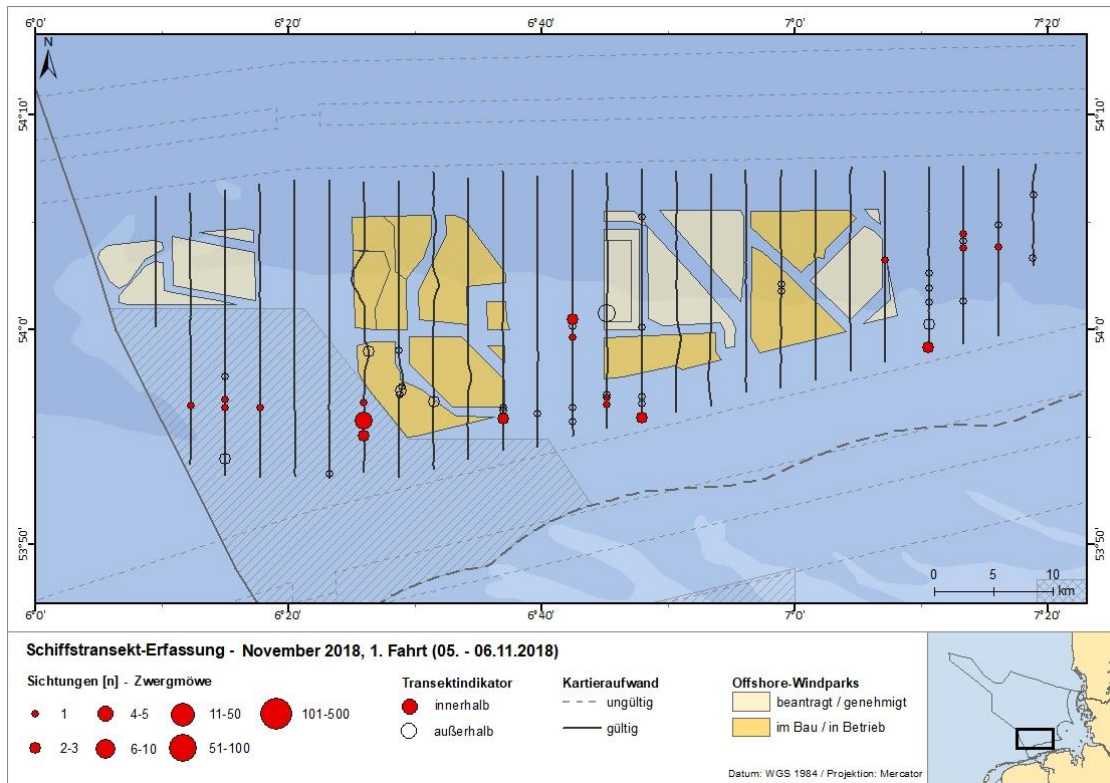 6°0' 6°20' 6°40' 7°0' 7°20'
N
54°10' 54°10'
54°0' 54°0'
53°50' 53°50'
0 5 10
km
6°0' 6°20' 6°40' 7°0' 7°20'
Schiffstransekt-Erfassung - November 2018, 1. Fahrt (05. - 06.11.2018)
Sichtungen [n] - Zwergmöwe
1 4-5 11-50 101-500
2-3 6-10 51-100
Transektindikator
innerhalb
außerhalb
Kartieraufwand
ungültig
gültig
Offshore-Windparks
beantragt / genehmigt
im Bau / in Betrieb
Datum: WGS 1984 / Projektion: Mercator